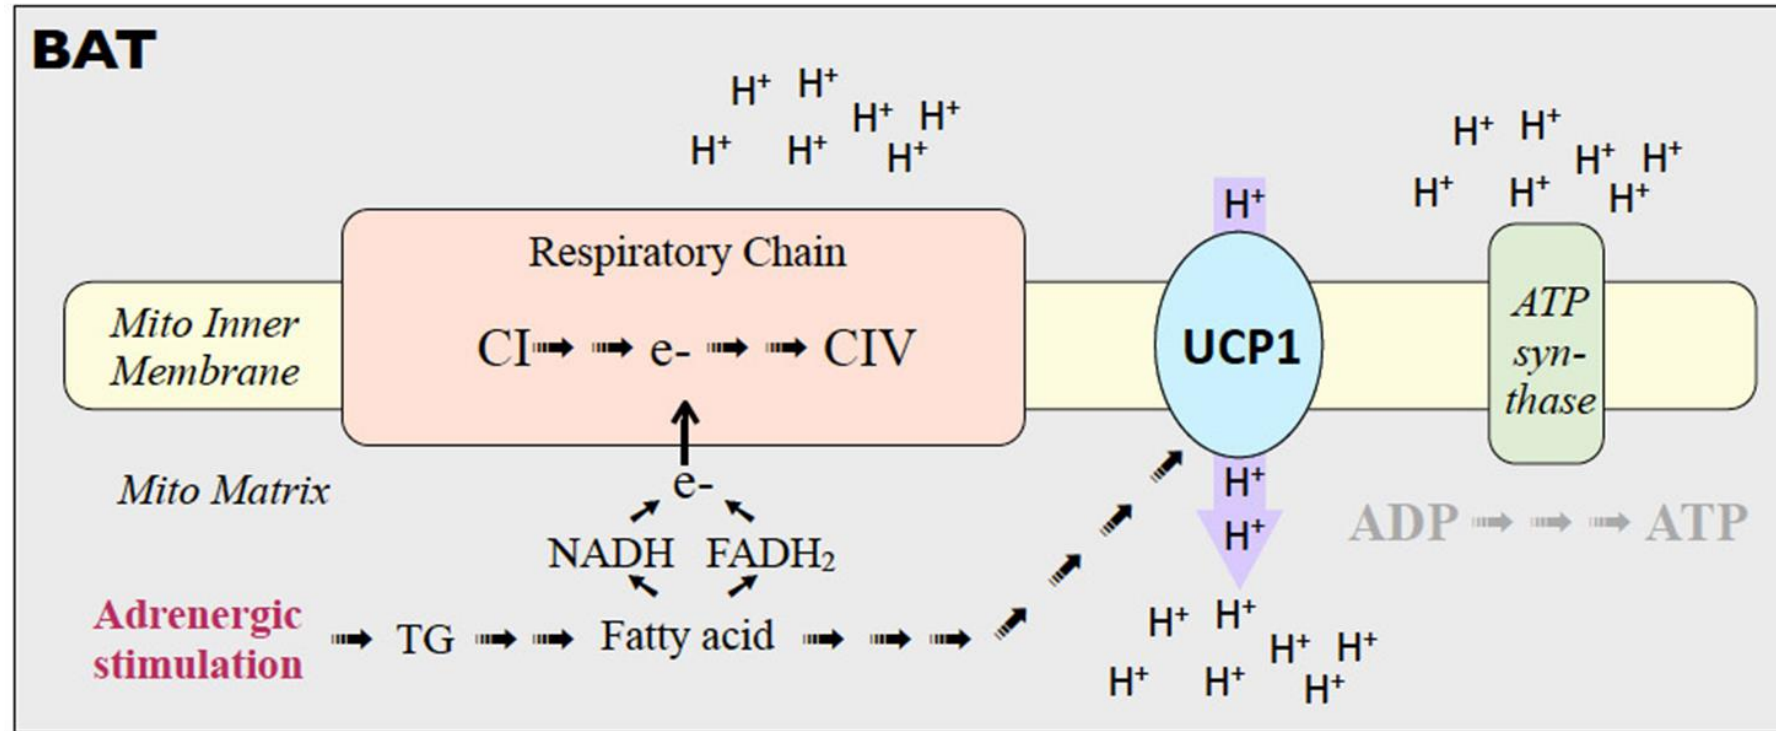 BAT
H⁺ H⁺ H⁺ H⁺
H⁺ H⁺ H⁺
H⁺ H⁺ H⁺ H⁺
H⁺ H⁺ H⁺
H⁺
Respiratory Chain
Mito Inner
Membrane
CI e- CIV
UCP1
ATP
syn-
thase
Mito Matrix
e-
H⁺
H⁺
ADP ATP
NADH FADH₂
Adrenergic
stimulation
TG Fatty acid
H⁺ H⁺ H⁺ H⁺
H⁺ H⁺ H⁺